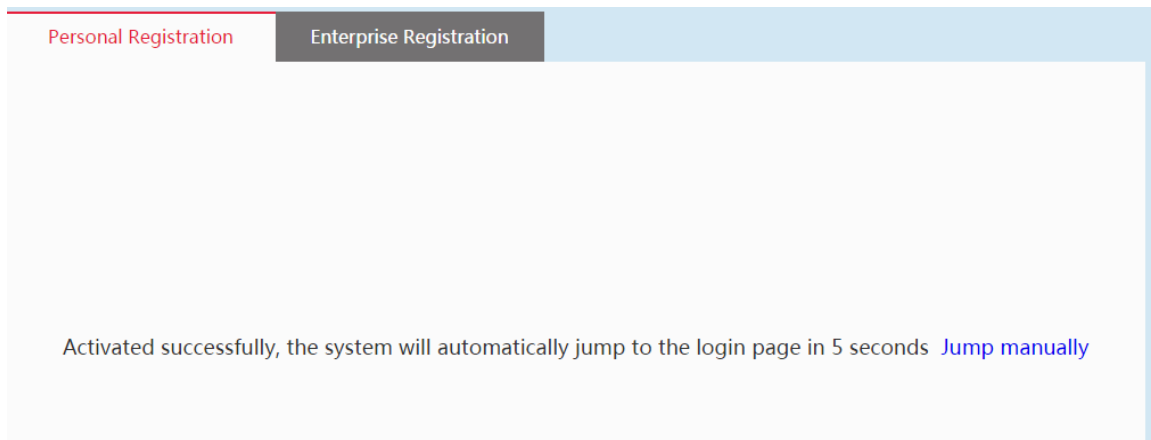 Personal Registration
Enterprise Registration
Activated successfully, the system will automatically jump to the login page in 5 seconds Jump manually